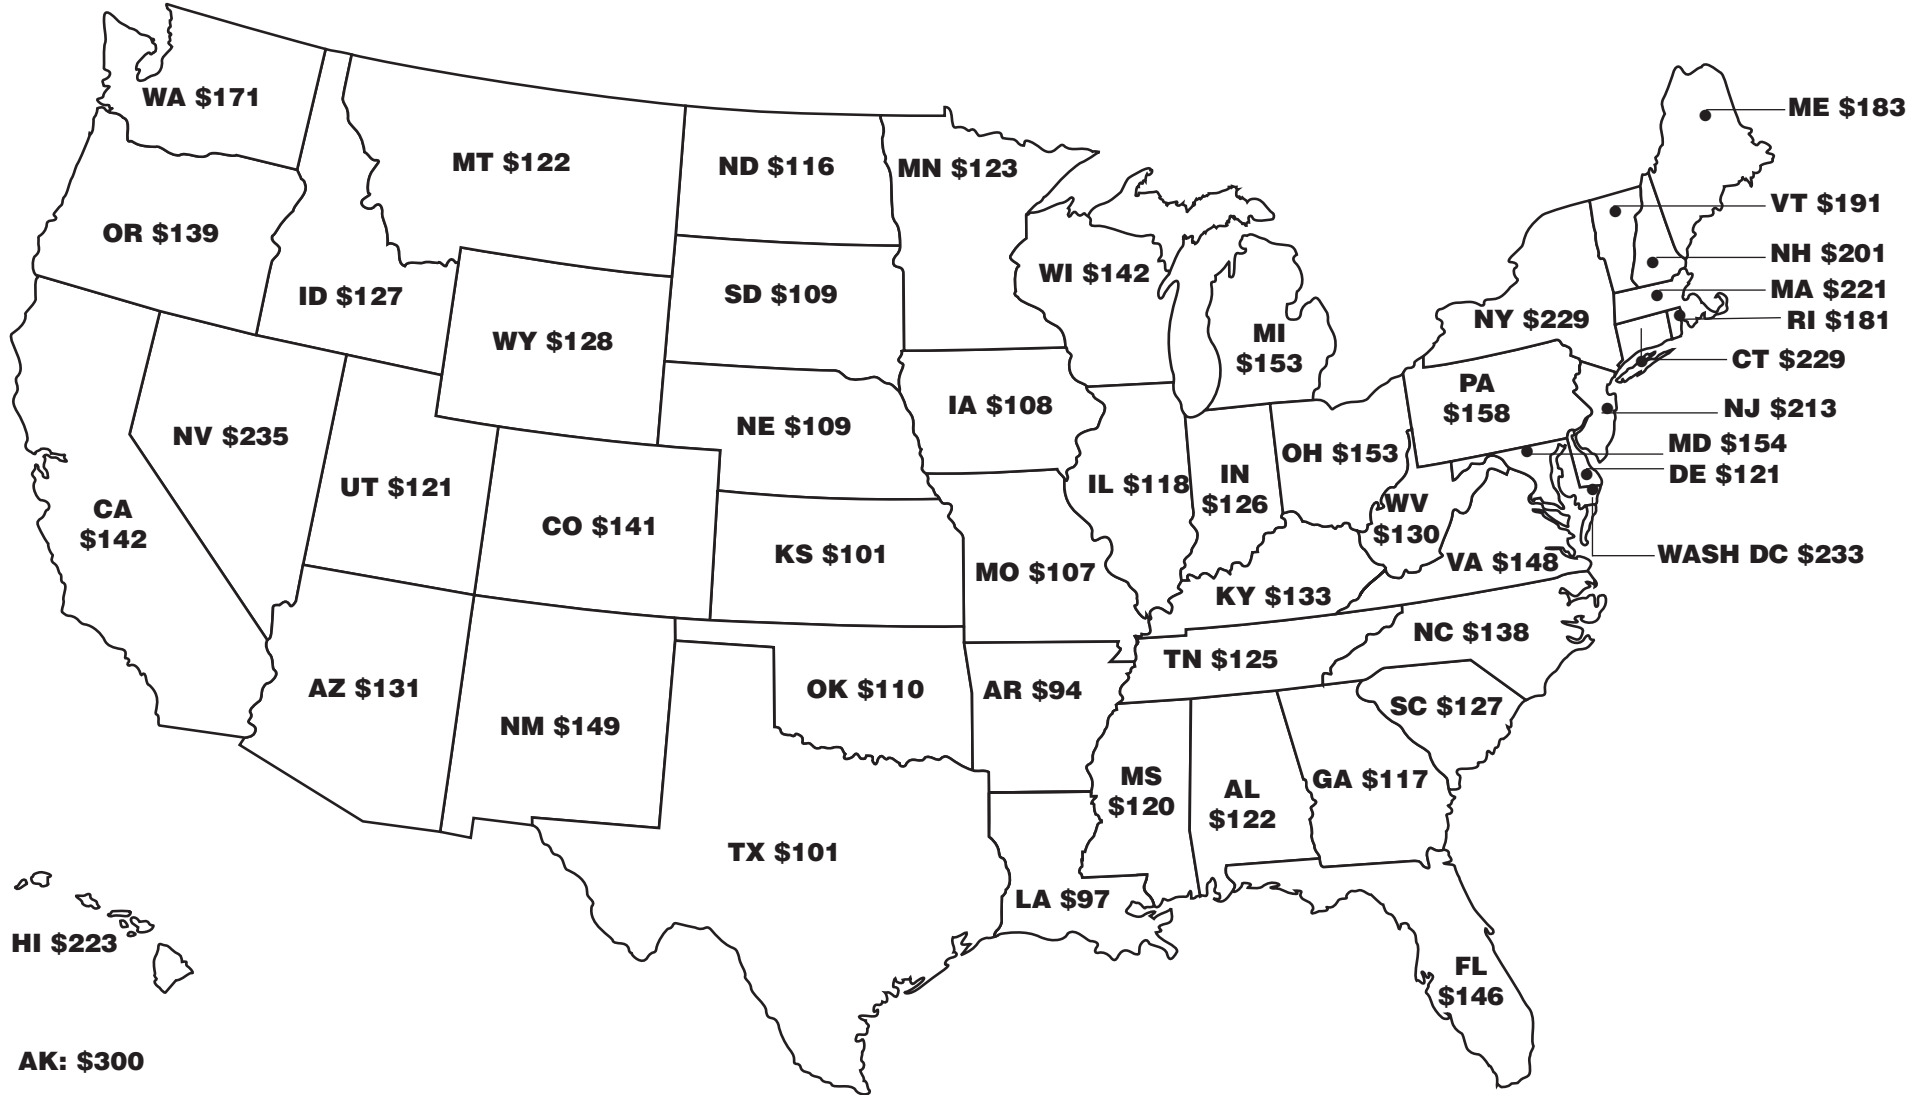 ME $183
WA $171
MT $122
ND $116
MN $123
VT $191
OR $139
NH $201
WI $142
MA $221
ID $127
SD $109
NY $229
RI $181
WY $128
MI
$153
CT $229
PA
$158
IA $108
NJ $213
NE $109
NV $235
MD $154
OH $153
DE $121
UT $121
IL $118
IN
$126
CA
$142
WV
$130
CO $141
KS $101
WASH DC $233
VA $148
MO $107
KY $133
NC $138
TN $125
AZ $131
OK $110
AR $94
SC $127
NM $149
MS
$120
GA $117
AL
$122
TX $101
LA $97
HI $223
FL
$146
AK: $300